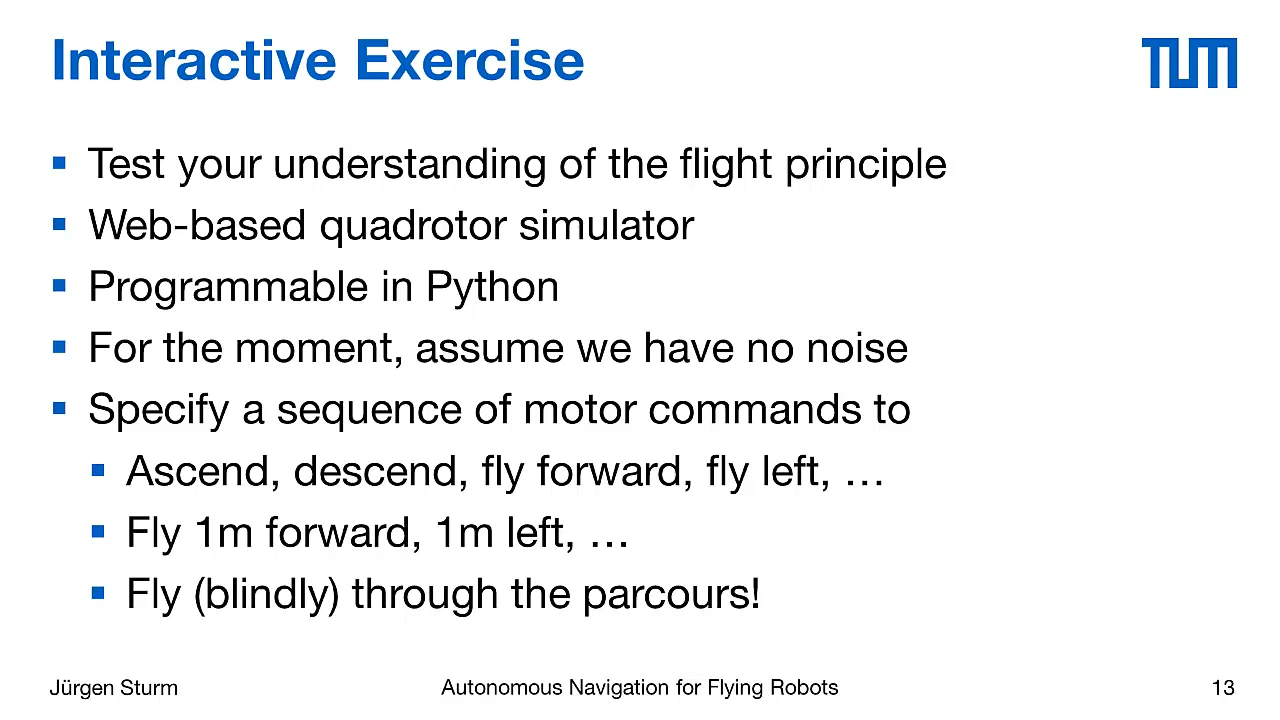 Interactive Exercise
TUM
Test your understanding of the flight principle
Web-based quadrotor simulator
Programmable in Python
For the moment, assume we have no noise
Specify a sequence of motor commands to
Ascend, descend, fly forward, fly left, …
Fly 1m forward, 1m left, …
Fly (blindly) through the parcours!
Jürgen Sturm
Autonomous Navigation for Flying Robots
13